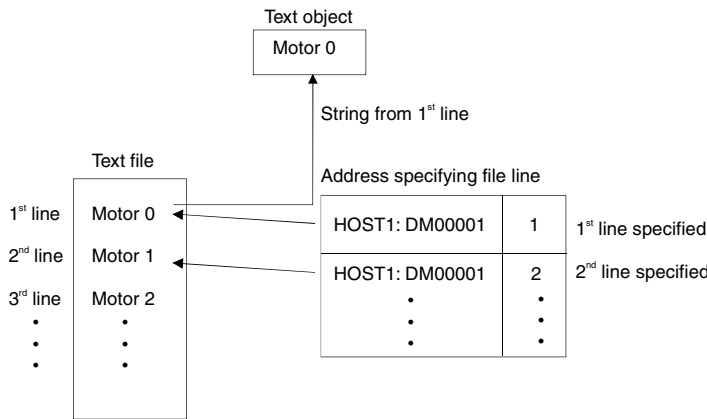 Text object
Motor 0
String from 1st line
Text file
Address specifying file line
1st line
Motor 0
HOST1: DM00001
1
1st line specified
2nd line
Motor 1
HOST1: DM00001
2
2nd line specified
3rd line
Motor 2